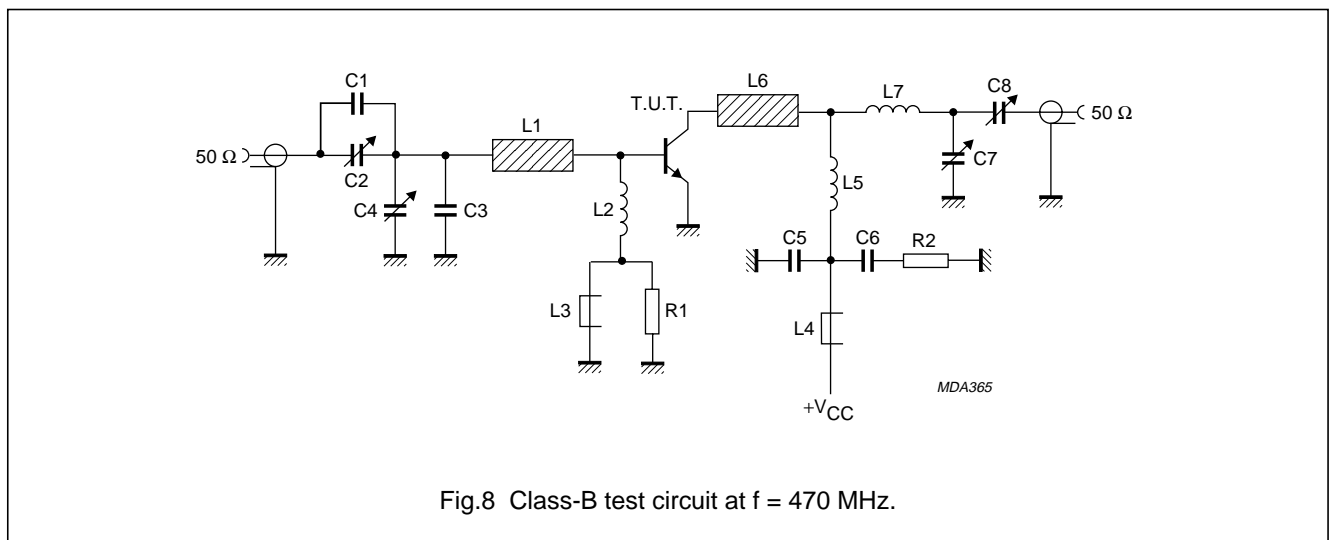 C1
L6
L7
C8
T.U.T.
50 Ω
L1
50 Ω
C2
C7
L5
C4
C3
L2
C5
C6
R2
L3
R1
L4
MDA365
+VCC
Fig.8 Class-B test circuit at f = 470 MHz.